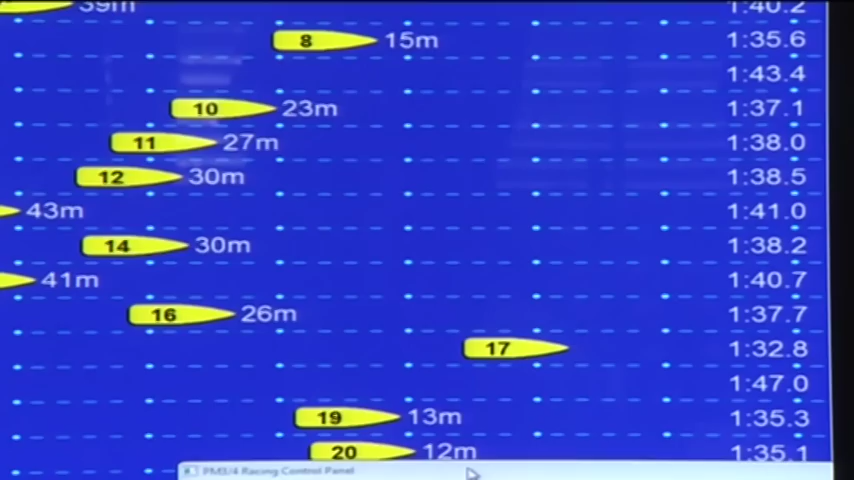 39m 1:40.2
8 15m 1:35.6
1:43.4
10 23m 1:37.1
11 27m 1:38.0
12 30m 1:38.5
43m 1:41.0
14 30m 1:38.2
41m 1:40.7
16 26m 1:37.7
17 1:32.8
1:47.0
19 13m 1:35.3
20 12m 1:35.1
PM3/4 Racing Control Panel